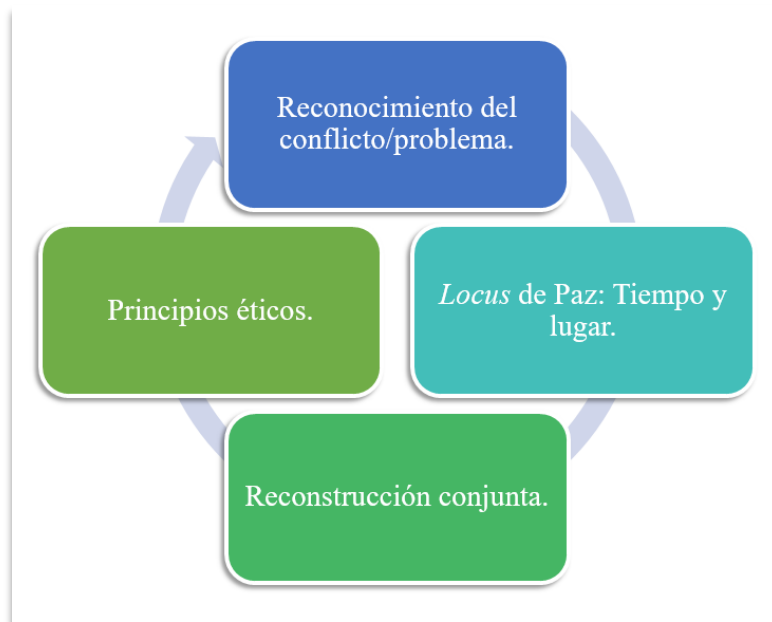 Reconocimiento del
conflicto/problema.
Locus de Paz: Tiempo y
lugar.
Reconstrucción conjunta.
Principios éticos.